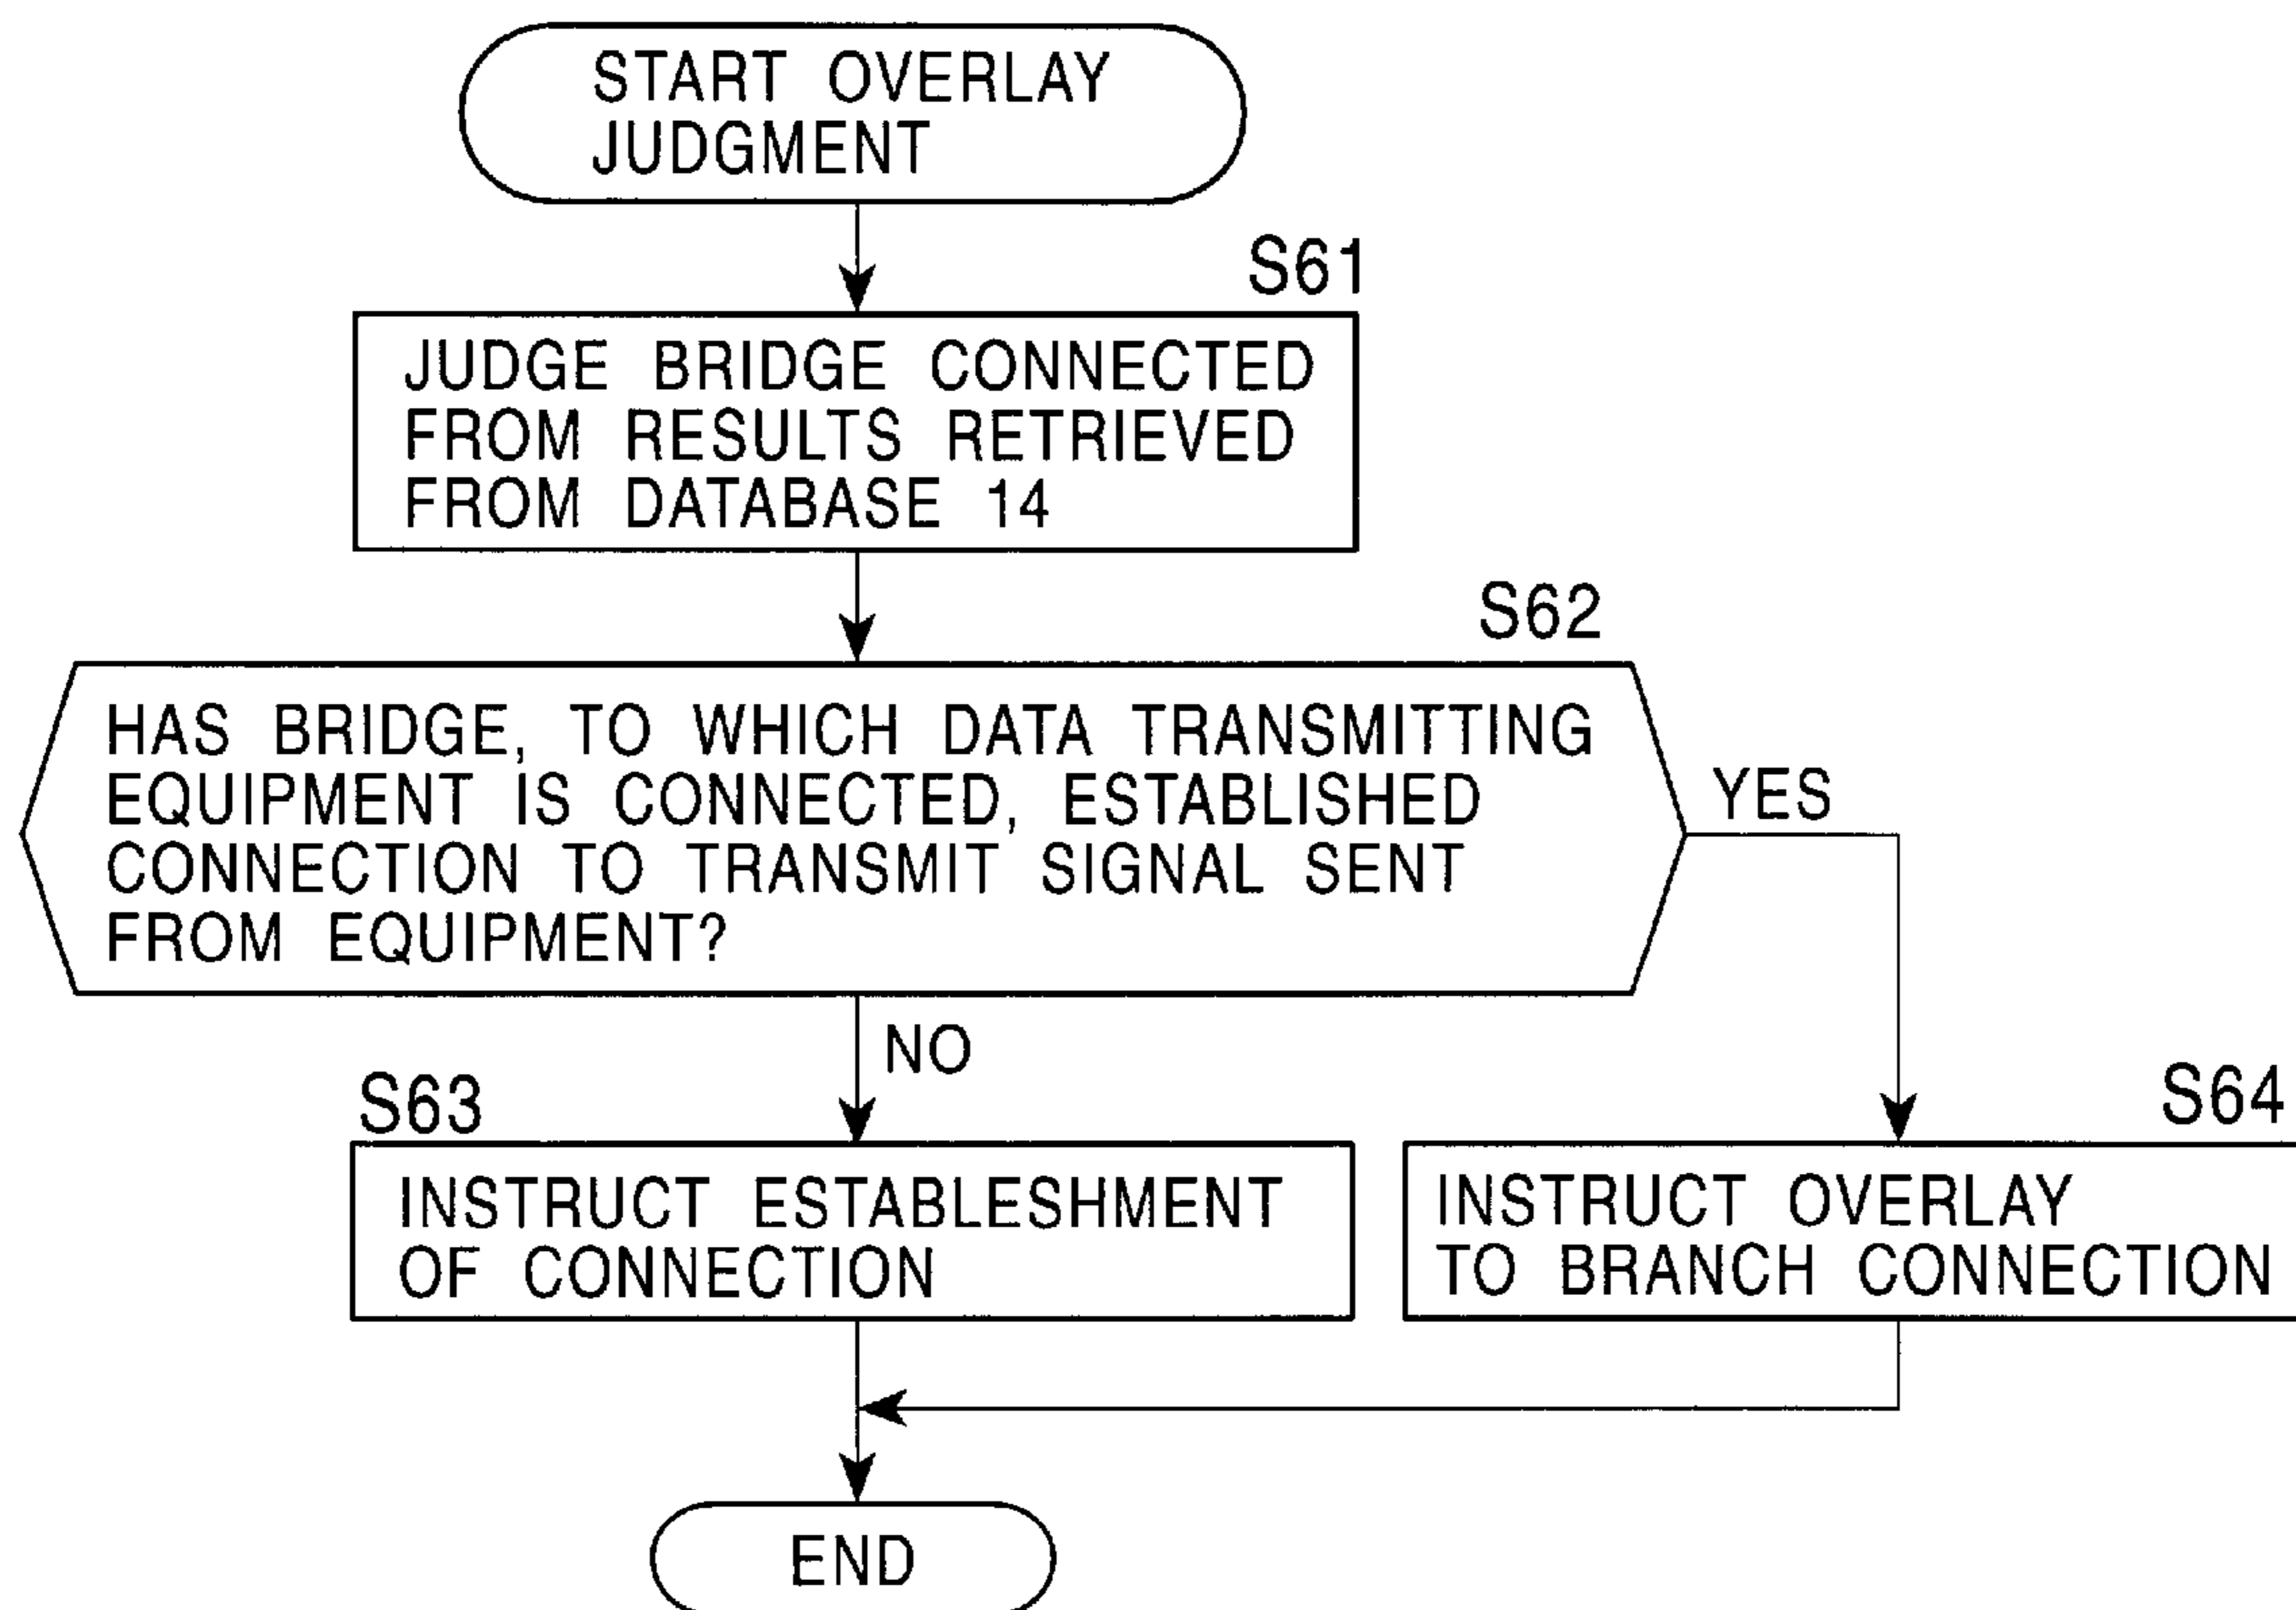 START OVERLAY
JUDGMENT
S61
JUDGE BRIDGE CONNECTED
FROM RESULTS RETRIEVED
FROM DATABASE 14
S62
HAS BRIDGE, TO WHICH DATA TRANSMITTING
EQUIPMENT IS CONNECTED, ESTABLISHED
CONNECTION TO TRANSMIT SIGNAL SENT
FROM EQUIPMENT?
YES
NO
S63
INSTRUCT ESTABLESHMENT
OF CONNECTION
S64
INSTRUCT OVERLAY
TO BRANCH CONNECTION
END